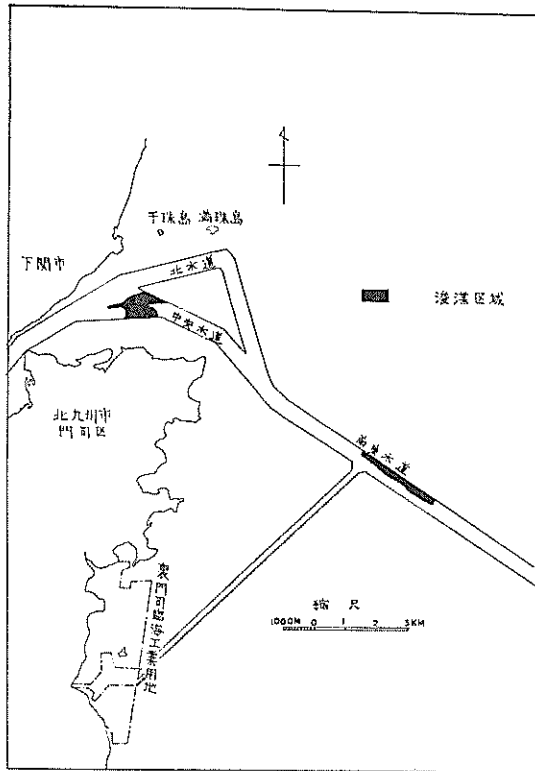 千珠島 満珠島
下関市
北水道
中央水道
浚渫区域
北九州市
門司区
南東水道
裏門司臨海工業用地
縮尺
1000M 0 1 2 3KM